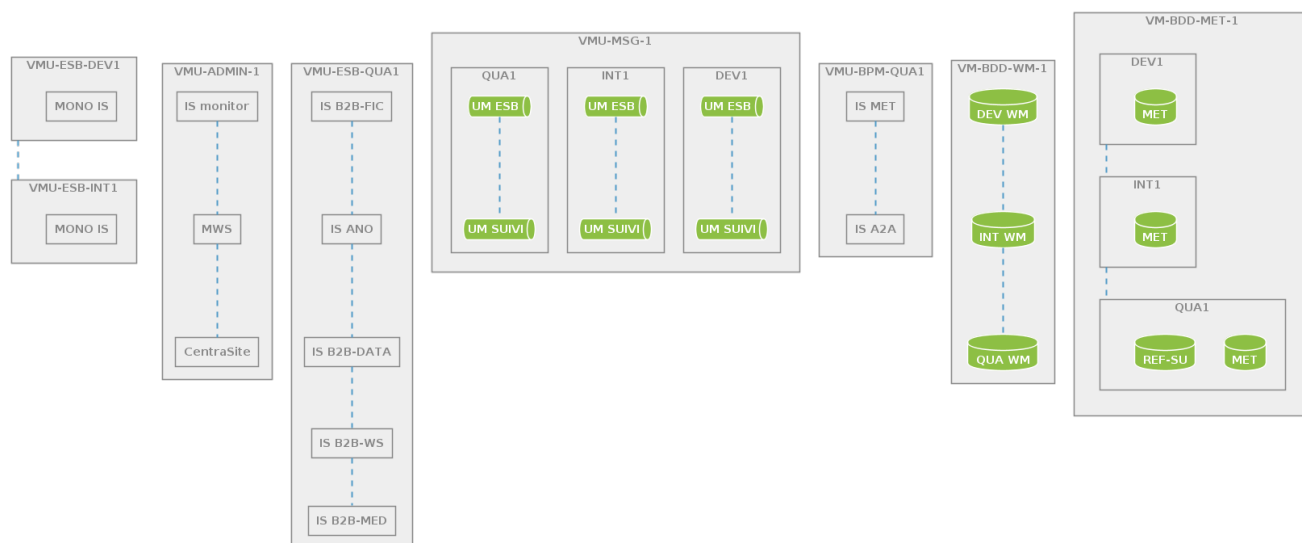 VMU-ESB-DEV1
MONO IS
VMU-ESB-INT1
MONO IS
VMU-ADMIN-1
IS monitor
MWS
CentraSite
VMU-ESB-QUA1
IS B2B-FIC
IS ANO
IS B2B-DATA
IS B2B-WS
IS B2B-MED
VMU-MSG-1
QUA1
UM ESB
UM SUIVI
INT1
UM ESB
UM SUIVI
DEV1
UM ESB
UM SUIVI
VMU-BPM-QUA1
IS MET
IS A2A
VM-BDD-WM-1
DEV WM
INT WM
QUA WM
VM-BDD-MET-1
DEV1
MET
INT1
MET
QUA1
REF-SU
MET